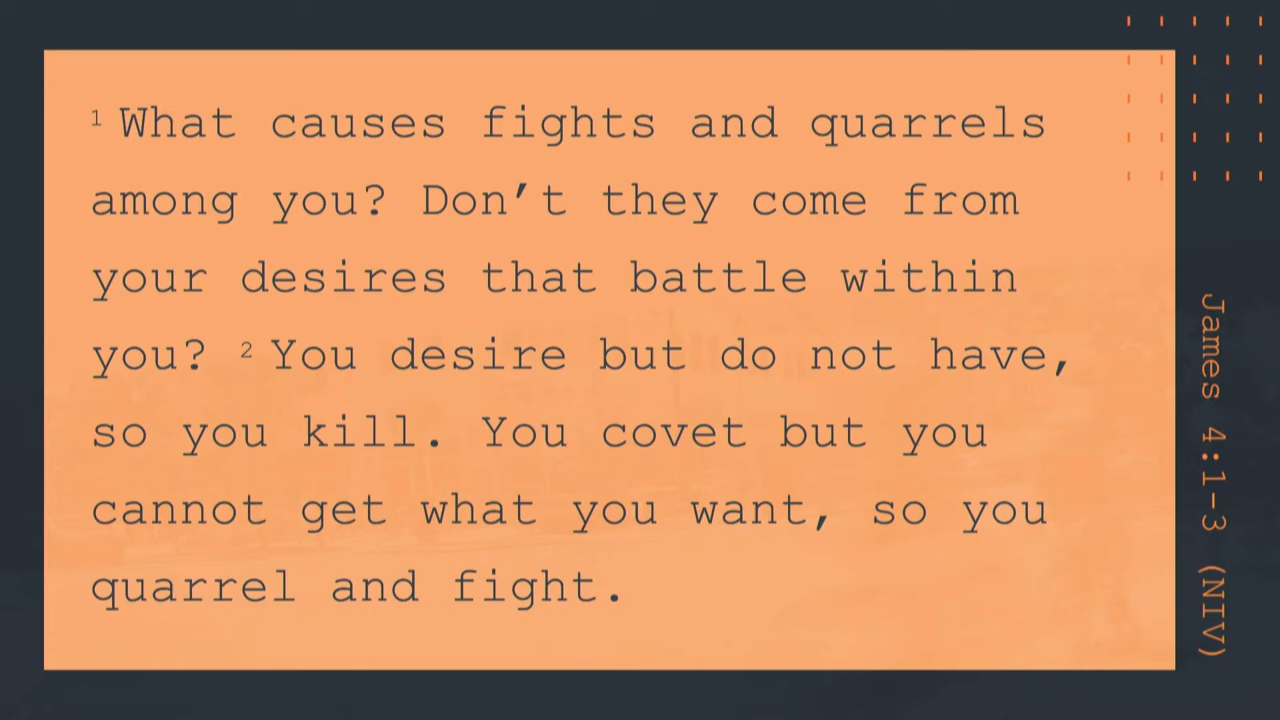 1 What causes fights and quarrels
among you? Don’t they come from
your desires that battle within
you? 2 You desire but do not have,
so you kill. You covet but you
cannot get what you want, so you
quarrel and fight.
James 4:1-3 (NIV)